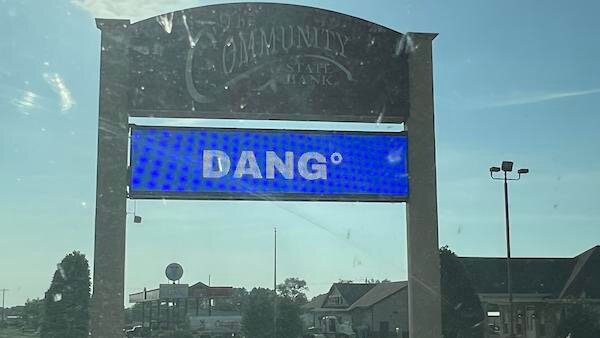 The
COMMUNITY
STATE
BANK
DANG°